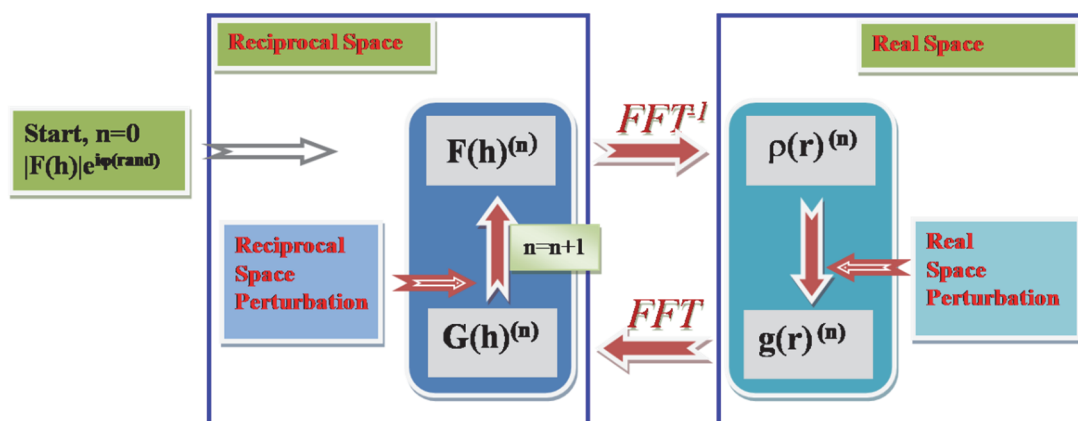 Reciprocal Space
Real Space
Start, n=0
|F(h)|e^iφ(rand)
F(h)^(n)
FFT^-1
ρ(r)^(n)
Reciprocal
Space
Perturbation
n=n+1
Real
Space
Perturbation
G(h)^(n)
FFT
g(r)^(n)